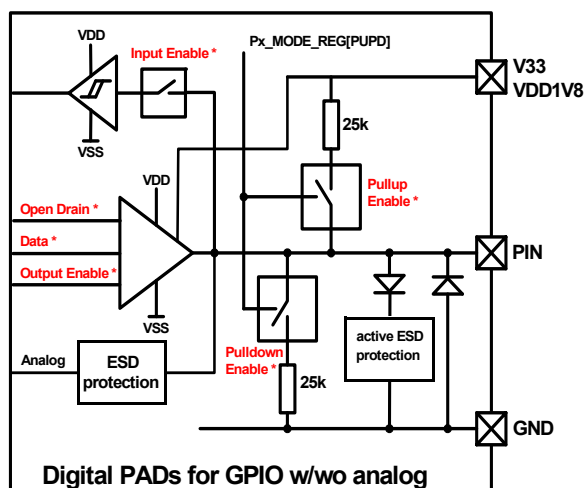 VDD
Input Enable *
Px_MODE_REG[PUPD]
V33
VDD1V8
25k
VSS
VDD
Pullup
Enable *
Open Drain *
Data *
PIN
Output Enable *
VSS
Analog
ESD
protection
Pulldown
Enable *
25k
active ESD
protection
GND
Digital PADs for GPIO w/wo analog